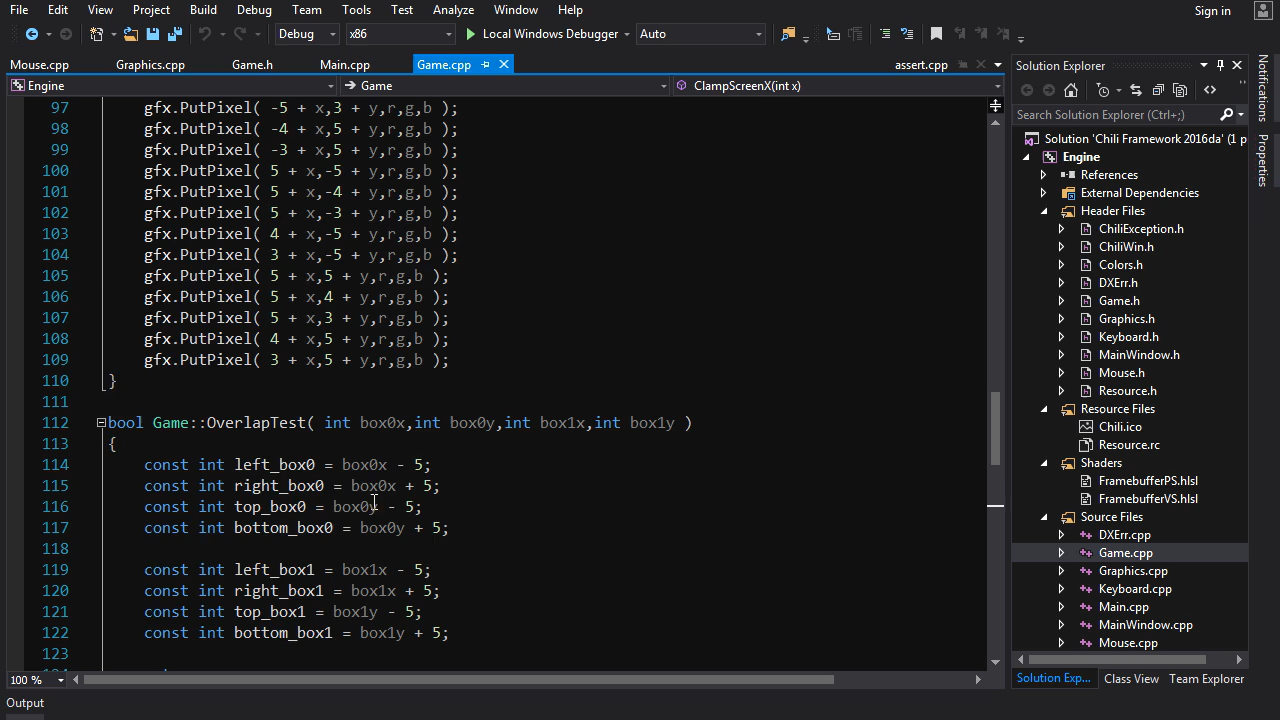 File Edit View Project Build Debug Team Tools Test Analyze Window Help
Sign in
Debug x86 Local Windows Debugger Auto
Mouse.cpp Graphics.cpp Game.h Main.cpp Game.cpp assert.cpp
Engine Game ClampScreenX(int x)
97 gfx.PutPixel( -5 + x,3 + y,r,g,b );
98 gfx.PutPixel( -4 + x,5 + y,r,g,b );
99 gfx.PutPixel( -3 + x,5 + y,r,g,b );
100 gfx.PutPixel( 5 + x,-5 + y,r,g,b );
101 gfx.PutPixel( 5 + x,-4 + y,r,g,b );
102 gfx.PutPixel( 5 + x,-3 + y,r,g,b );
103 gfx.PutPixel( 4 + x,-5 + y,r,g,b );
104 gfx.PutPixel( 3 + x,-5 + y,r,g,b );
105 gfx.PutPixel( 5 + x,5 + y,r,g,b );
106 gfx.PutPixel( 5 + x,4 + y,r,g,b );
107 gfx.PutPixel( 5 + x,3 + y,r,g,b );
108 gfx.PutPixel( 4 + x,5 + y,r,g,b );
109 gfx.PutPixel( 3 + x,5 + y,r,g,b );
110 }
111
112 bool Game::OverlapTest( int box0x,int box0y,int box1x,int box1y )
113 {
114 const int left_box0 = box0x - 5;
115 const int right_box0 = box0x + 5;
116 const int top_box0 = box0y - 5;
117 const int bottom_box0 = box0y + 5;
118
119 const int left_box1 = box1x - 5;
120 const int right_box1 = box1x + 5;
121 const int top_box1 = box1y - 5;
122 const int bottom_box1 = box1y + 5;
123
100 %
Output
Solution Explorer
Search Solution Explorer (Ctrl+;)
Solution 'Chili Framework 2016da' (1 p
Engine
References
External Dependencies
Header Files
ChiliException.h
ChiliWin.h
Colors.h
DXErr.h
Game.h
Graphics.h
Keyboard.h
MainWindow.h
Mouse.h
Resource.h
Resource Files
Chili.ico
Resource.rc
Shaders
FramebufferPS.hlsl
FramebufferVS.hlsl
Source Files
DXErr.cpp
Game.cpp
Graphics.cpp
Keyboard.cpp
Main.cpp
MainWindow.cpp
Mouse.cpp
Solution Exp... Class View Team Explorer
Notifications
Properties